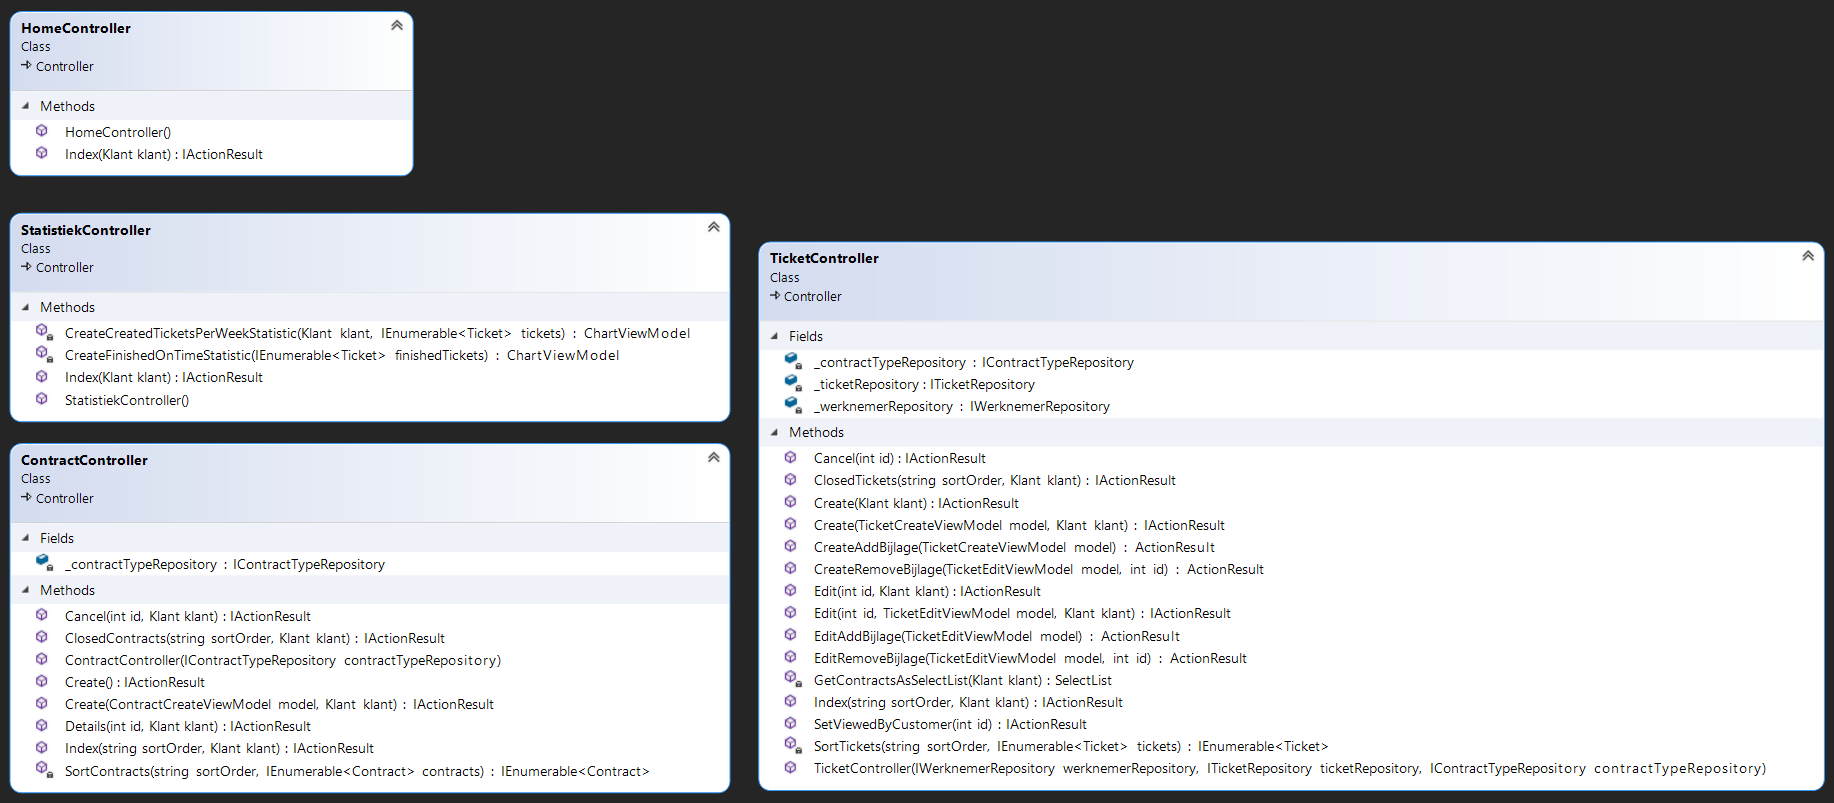 HomeController
Class
Controller
Methods
HomeController()
Index(Klant klant) : IActionResult
StatistiekController
Class
Controller
Methods
CreateCreatedTicketsPerWeekStatistic(Klant klant, IEnumerable<Ticket> tickets) : ChartViewModel
CreateFinishedOnTimeStatistic(IEnumerable<Ticket> finishedTickets) : ChartViewModel
Index(Klant klant) : IActionResult
StatistiekController()
ContractController
Class
Controller
Fields
_contractTypeRepository : IContractTypeRepository
Methods
Cancel(int id, Klant klant) : IActionResult
ClosedContracts(string sortOrder, Klant klant) : IActionResult
ContractController(IContractTypeRepository contractTypeRepository)
Create() : IActionResult
Create(ContractCreateViewModel model, Klant klant) : IActionResult
Details(int id, Klant klant) : IActionResult
Index(string sortOrder, Klant klant) : IActionResult
SortContracts(string sortOrder, IEnumerable<Contract> contracts) : IEnumerable<Contract>
TicketController
Class
Controller
Fields
_contractTypeRepository : IContractTypeRepository
_ticketRepository : ITicketRepository
_werknemerRepository : IWerknemerRepository
Methods
Cancel(int id) : IActionResult
ClosedTickets(string sortOrder, Klant klant) : IActionResult
Create(Klant klant) : IActionResult
Create(TicketCreateViewModel model, Klant klant) : IActionResult
CreateAddBijlage(TicketCreateViewModel model) : ActionResult
CreateRemoveBijlage(TicketEditViewModel model, int id) : ActionResult
Edit(int id, Klant klant) : IActionResult
Edit(int id, TicketEditViewModel model, Klant klant) : IActionResult
EditAddBijlage(TicketEditViewModel model) : ActionResult
EditRemoveBijlage(TicketEditViewModel model, int id) : ActionResult
GetContractsAsSelectList(Klant klant) : SelectList
Index(string sortOrder, Klant klant) : IActionResult
SetViewedByCustomer(int id) : IActionResult
SortTickets(string sortOrder, IEnumerable<Ticket> tickets) : IEnumerable<Ticket>
TicketController(IWerknemerRepository werknemerRepository, ITicketRepository ticketRepository, IContractTypeRepository contractTypeRepository)